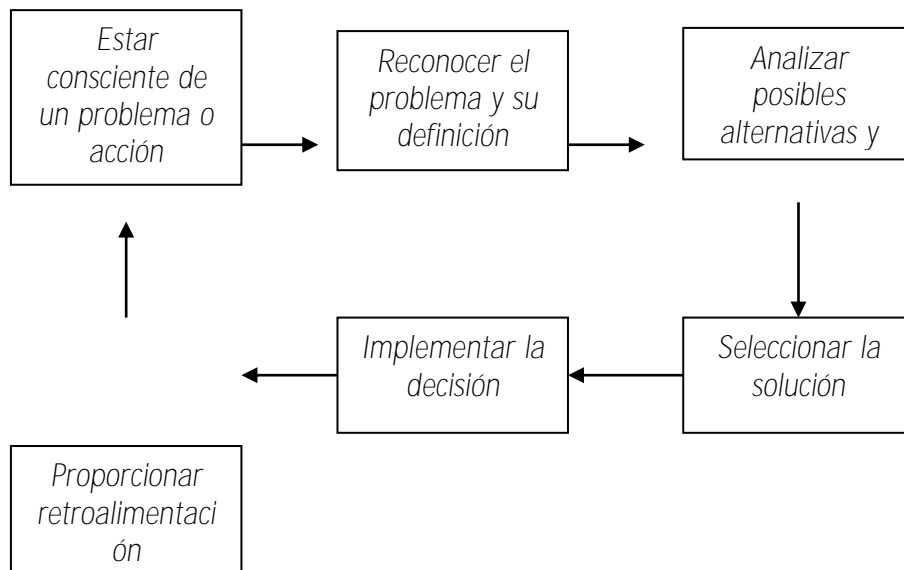 Estar
consciente de
un problema o
acción
Reconocer el
problema y su
definición
Analizar
posibles
alternativas y
Seleccionar la
solución
Implementar la
decisión
Proporcionar
retroalimentaci
ón